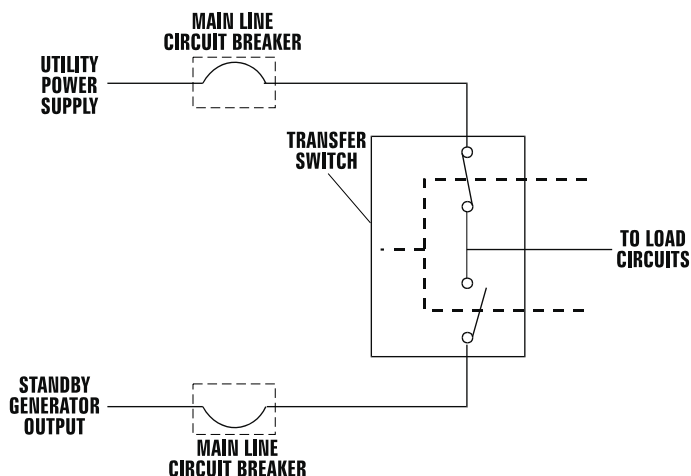 MAIN LINE
CIRCUIT BREAKER
UTILITY
POWER
SUPPLY
TRANSFER
SWITCH
TO LOAD
CIRCUITS
STANDBY
GENERATOR
OUTPUT
MAIN LINE
CIRCUIT BREAKER